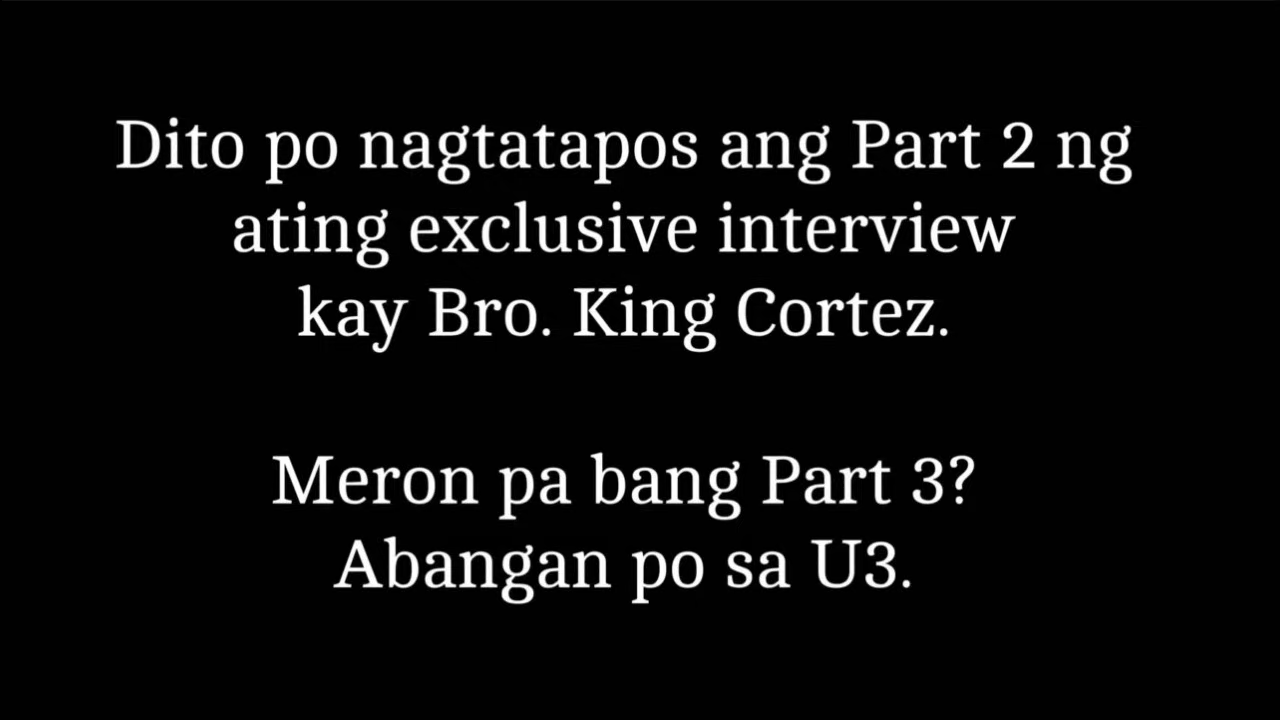 Dito po nagtatapos ang Part 2 ng
ating exclusive interview
kay Bro. King Cortez.
Meron pa bang Part 3?
Abangan po sa U3.